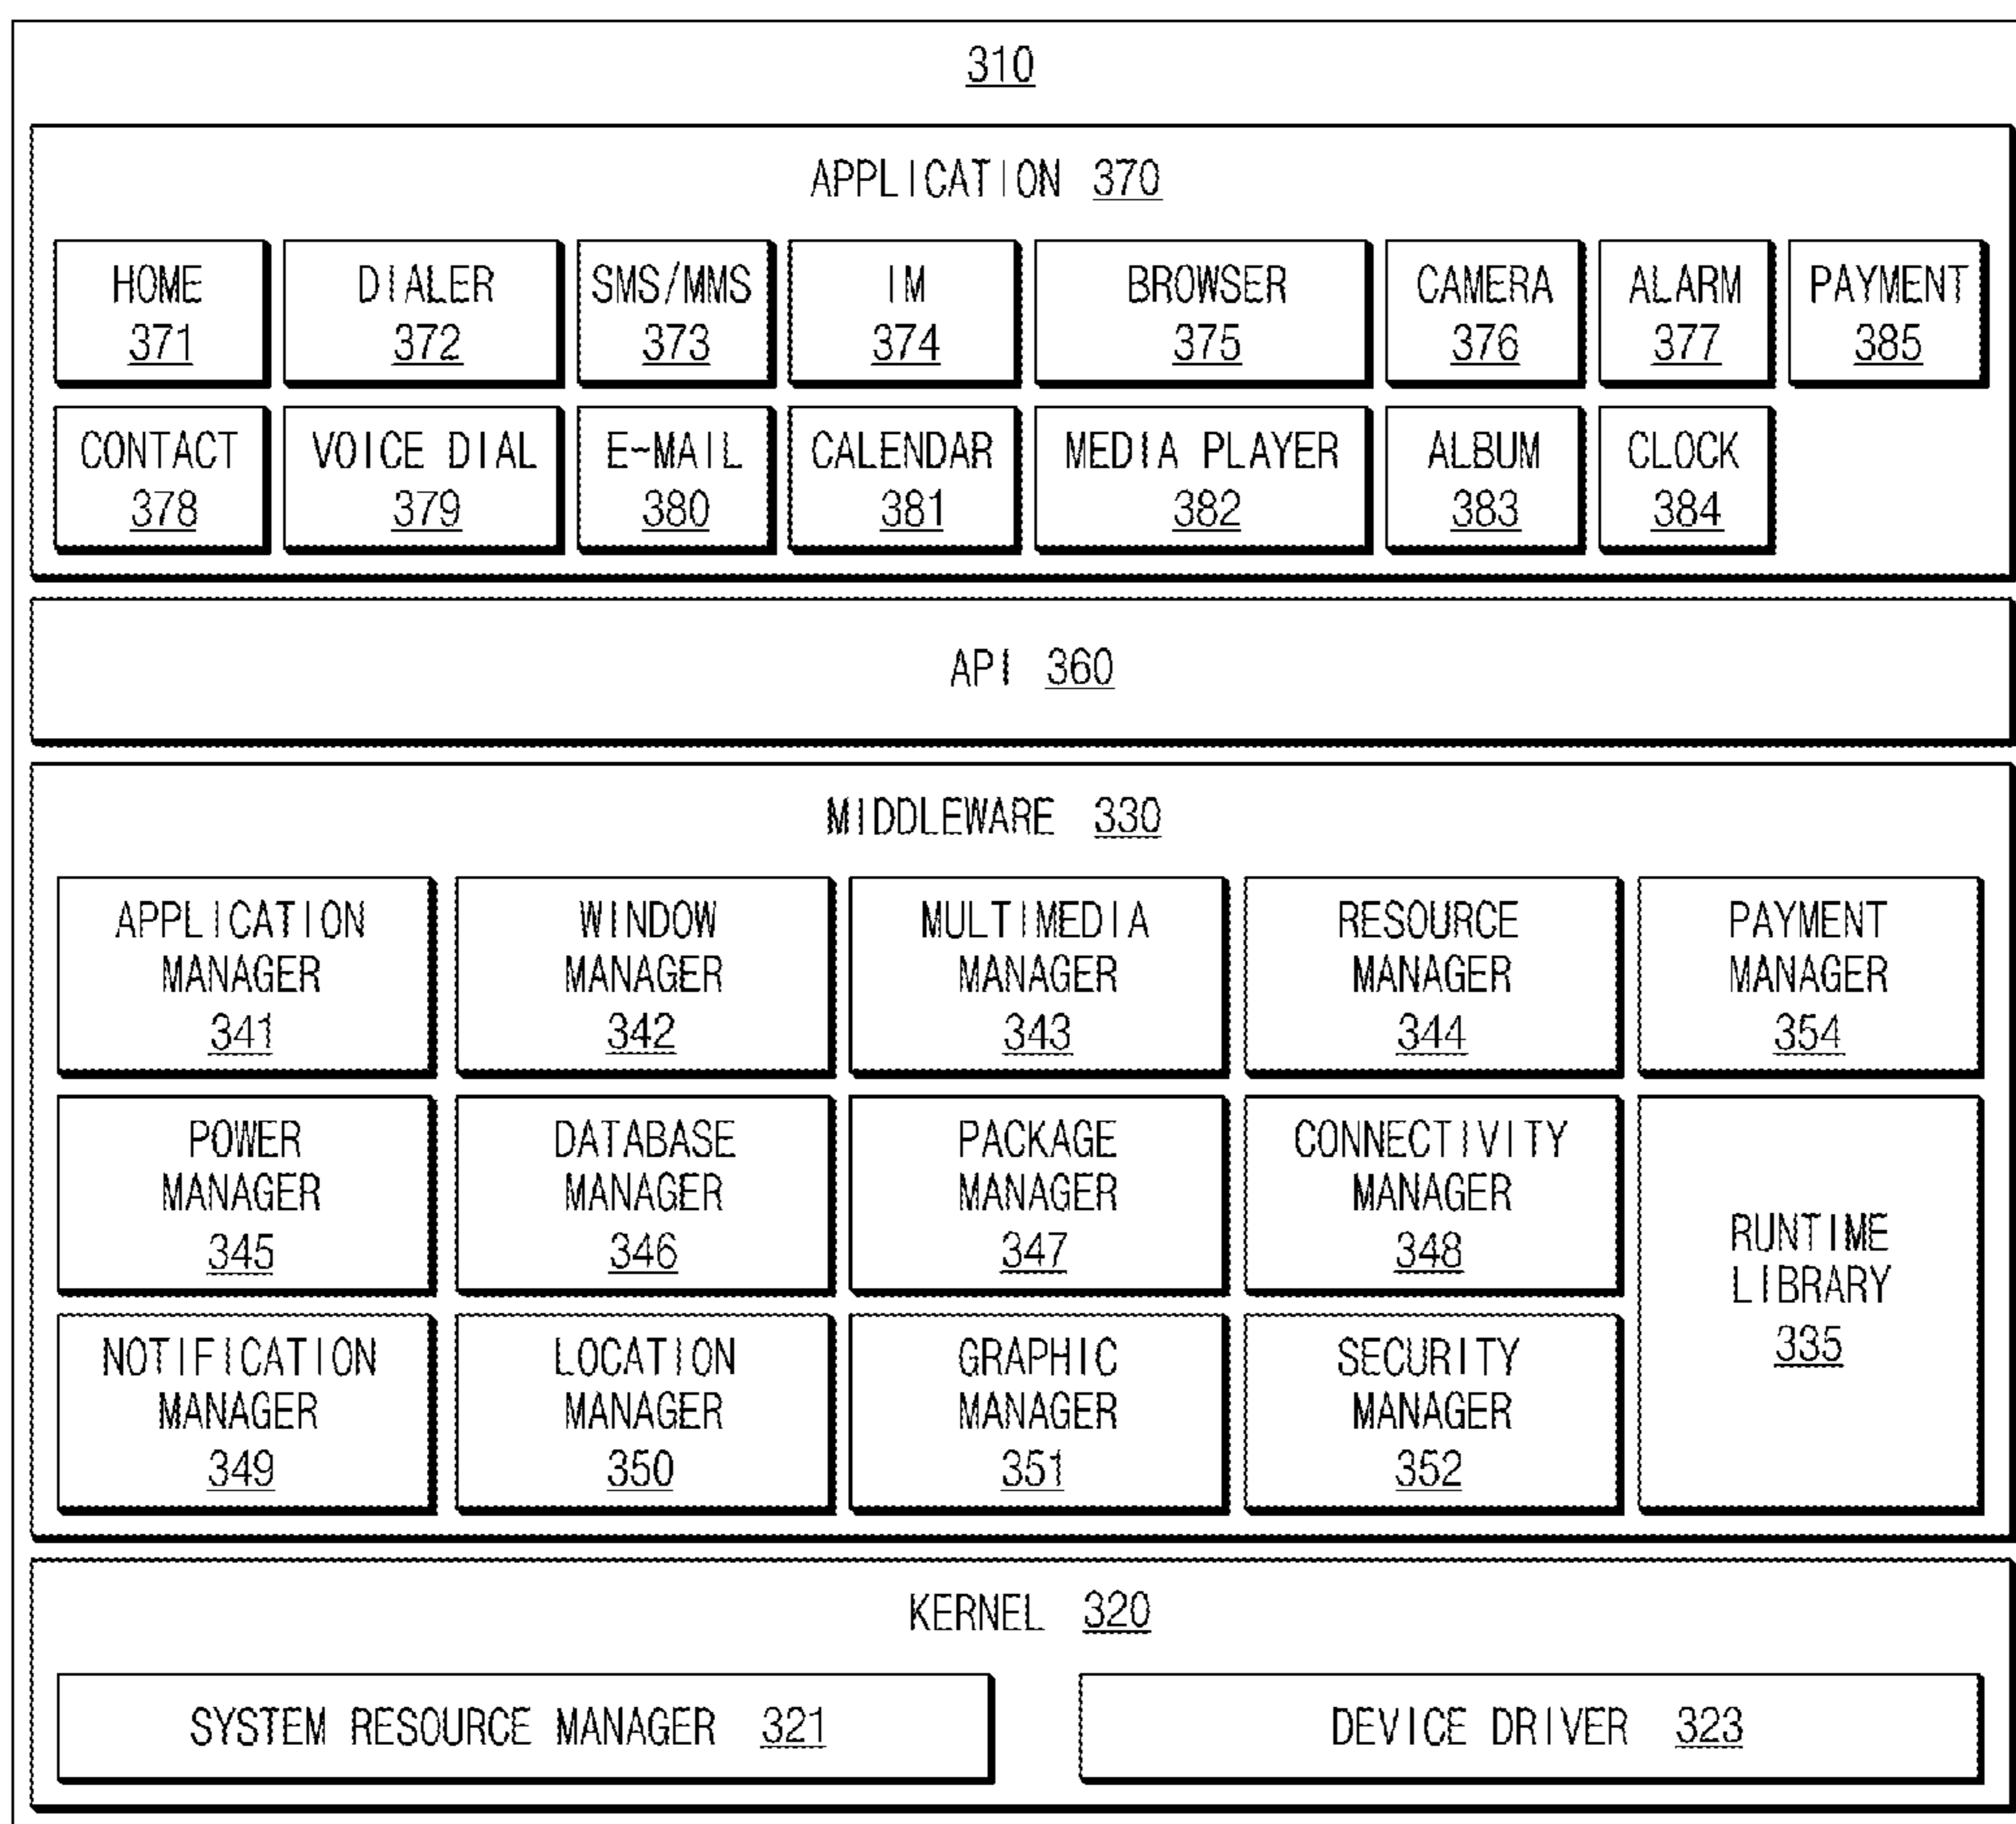 310
APPLICATION 370
HOME
371
DIALER
372
SMS/MMS
373
IM
374
BROWSER
375
CAMERA
376
ALARM
377
PAYMENT
385
CONTACT
378
VOICE DIAL
379
E-MAIL
380
CALENDAR
381
MEDIA PLAYER
382
ALBUM
383
CLOCK
384
API 360
MIDDLEWARE 330
APPLICATION
MANAGER
341
WINDOW
MANAGER
342
MULTIMEDIA
MANAGER
343
RESOURCE
MANAGER
344
PAYMENT
MANAGER
354
POWER
MANAGER
345
DATABASE
MANAGER
346
PACKAGE
MANAGER
347
CONNECTIVITY
MANAGER
348
RUNTIME
LIBRARY
335
NOTIFICATION
MANAGER
349
LOCATION
MANAGER
350
GRAPHIC
MANAGER
351
SECURITY
MANAGER
352
KERNEL 320
SYSTEM RESOURCE MANAGER 321
DEVICE DRIVER 323